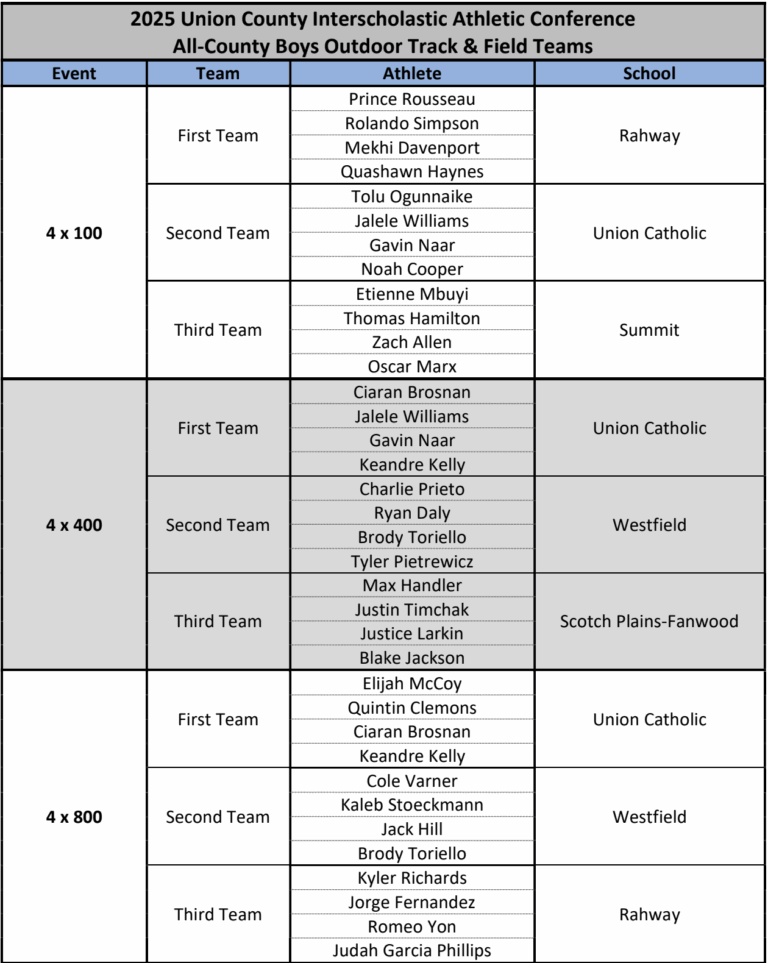 2025 Union County Interscholastic Athletic Conference
All-County Boys Outdoor Track & Field Teams
Event Team Athlete School
4 x 100
First Team
Prince Rousseau
Rolando Simpson
Mekhi Davenport
Quashawn Haynes
Rahway
Second Team
Tolu Ogunnaike
Jalele Williams
Gavin Naar
Noah Cooper
Union Catholic
Third Team
Etienne Mbuyi
Thomas Hamilton
Zach Allen
Oscar Marx
Summit
4 x 400
First Team
Ciaran Brosnan
Jalele Williams
Gavin Naar
Keandre Kelly
Union Catholic
Second Team
Charlie Prieto
Ryan Daly
Brody Toriello
Tyler Pietrewicz
Westfield
Third Team
Max Handler
Justin Timchak
Justice Larkin
Blake Jackson
Scotch Plains-Fanwood
4 x 800
First Team
Elijah McCoy
Quintin Clemons
Ciaran Brosnan
Keandre Kelly
Union Catholic
Second Team
Cole Varner
Kaleb Stoeckmann
Jack Hill
Brody Toriello
Westfield
Third Team
Kyler Richards
Jorge Fernandez
Romeo Yon
Judah Garcia Phillips
Rahway